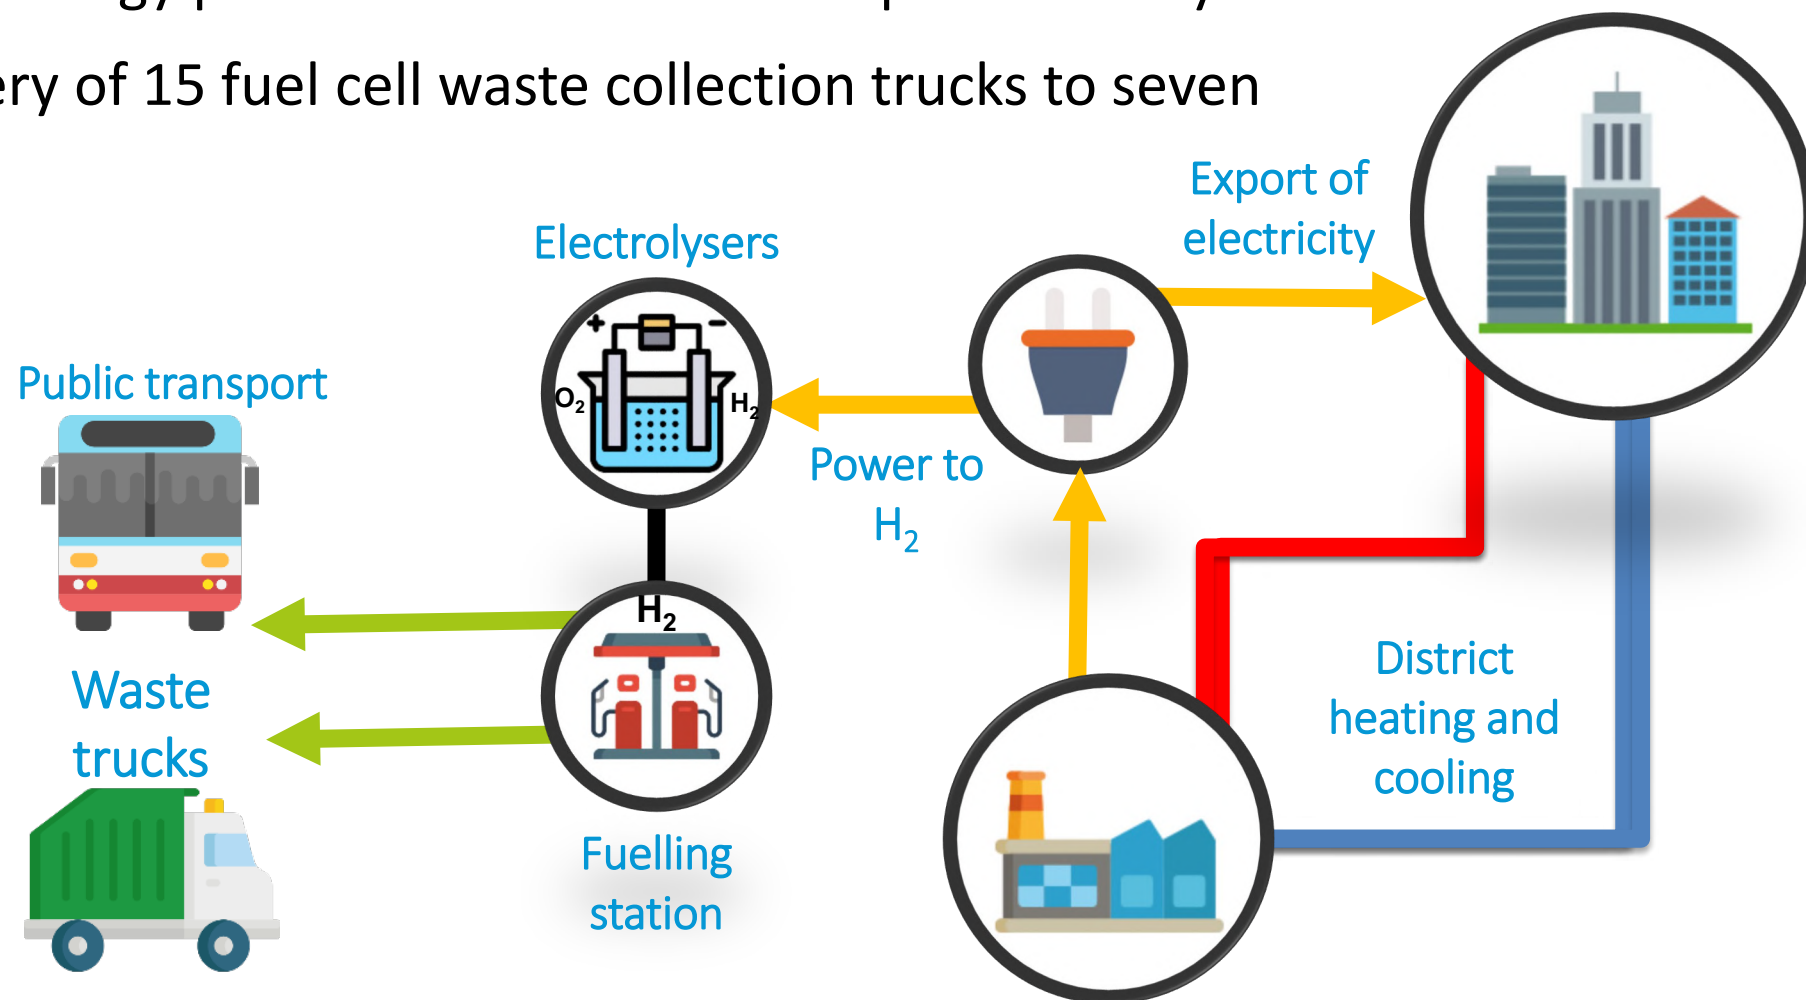 ery of 15 fuel cell waste collection trucks to seven
Export of
electricity
Electrolysers
+
−
O₂
H₂
Public transport
Power to
H₂
H₂
Waste
trucks
District
heating and
cooling
Fuelling
station